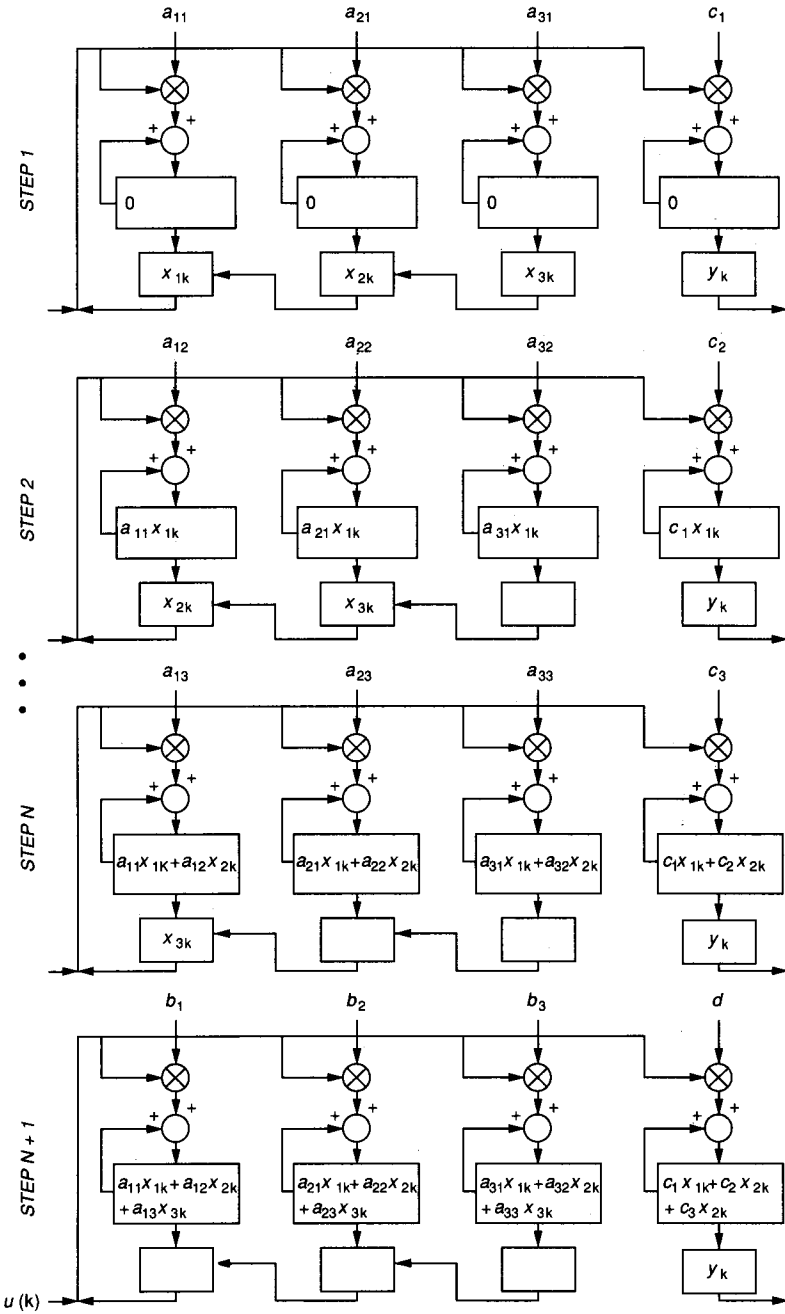 a₁₁ a₂₁ a₃₁ c₁
+ + + + + + + +
STEP 1
0 0 0 0
x₁ₖ x₂ₖ x₃ₖ yₖ
a₁₂ a₂₂ a₃₂ c₂
+ + + + + + + +
STEP 2
a₁₁x₁ₖ a₂₁x₁ₖ a₃₁x₁ₖ c₁x₁ₖ
x₂ₖ x₃ₖ yₖ
• • •
a₁₃ a₂₃ a₃₃ c₃
+ + + + + + + +
STEP N
a₁₁x₁K+a₁₂x₂ₖ a₂₁x₁ₖ+a₂₂x₂ₖ a₃₁x₁ₖ+a₃₂x₂ₖ c₁x₁ₖ+c₂x₂ₖ
x₃ₖ yₖ
b₁ b₂ b₃ d
+ + + + + + + +
STEP N + 1
a₁₁x₁ₖ+a₁₂x₂ₖ a₂₁x₁ₖ+a₂₂x₂ₖ a₃₁x₁ₖ+a₃₂x₂ₖ c₁x₁ₖ+c₂x₂ₖ
+a₁₃x₃ₖ +a₂₃x₃ₖ +a₃₃x₃ₖ +c₃x₂ₖ
yₖ
u (k)